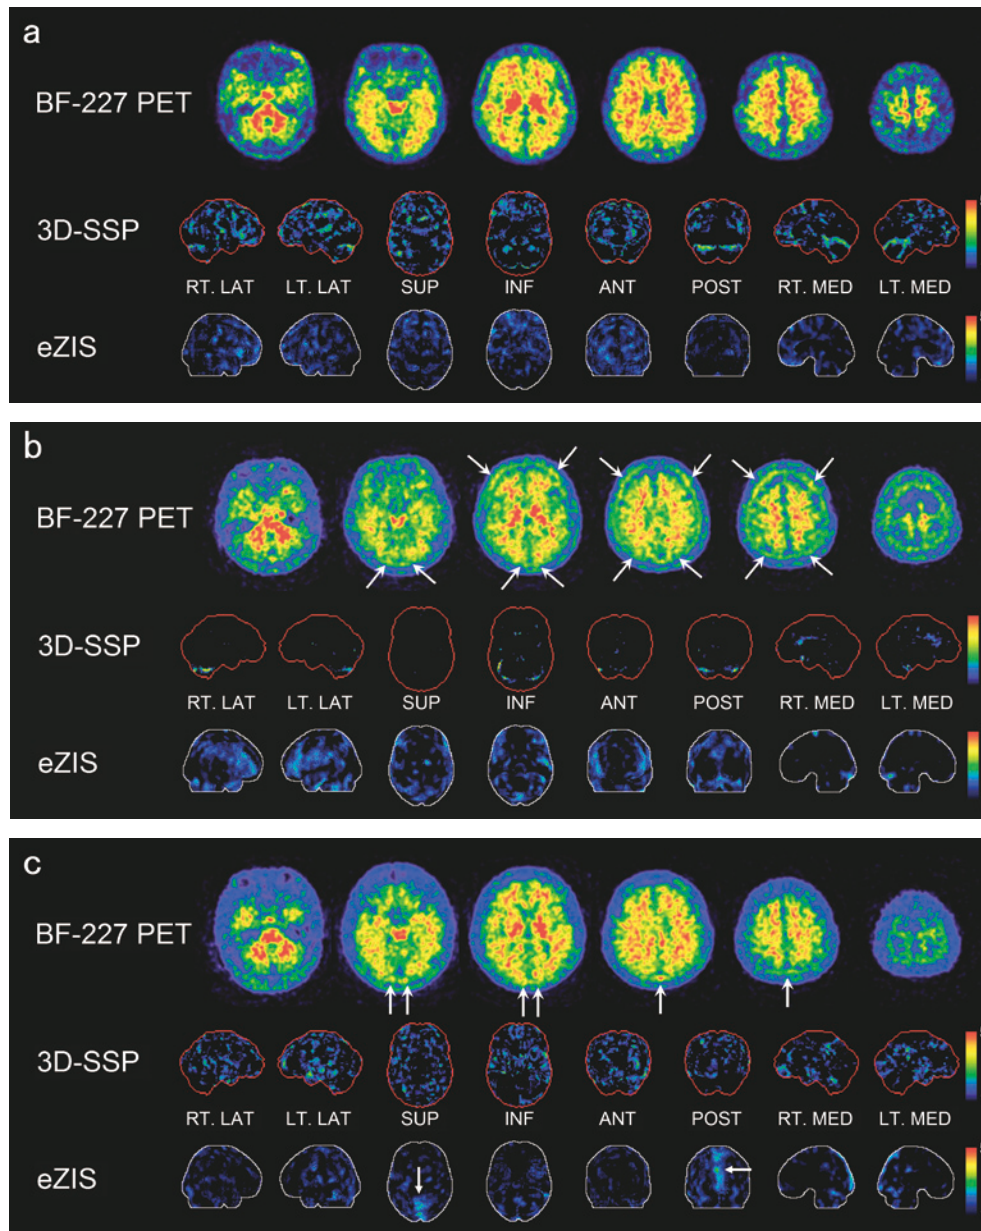 a
BF-227 PET
3D-SSP
RT. LAT LT. LAT SUP INF ANT POST RT. MED LT. MED
eZIS
b
BF-227 PET
3D-SSP
RT. LAT LT. LAT SUP INF ANT POST RT. MED LT. MED
eZIS
c
BF-227 PET
3D-SSP
RT. LAT LT. LAT SUP INF ANT POST RT. MED LT. MED
eZIS